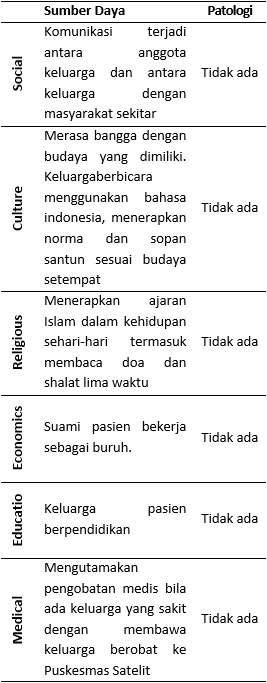 Sumber Daya Patologi
Social
Komunikasi terjadi
antara anggota
keluarga dan antara
keluarga dengan
masyarakat sekitar
Tidak ada
Culture
Merasa bangga dengan
budaya yang dimiliki.
Keluargaberbicara
menggunakan bahasa
indonesia, menerapkan
norma dan sopan
santun sesuai budaya
setempat
Tidak ada
Religious
Menerapkan ajaran
Islam dalam kehidupan
sehari-hari termasuk
membaca doa dan
shalat lima waktu
Tidak ada
Economics
Suami pasien bekerja
sebagai buruh.
Tidak ada
Educatio
Keluarga pasien
berpendidikan
Tidak ada
Medical
Mengutamakan
pengobatan medis bila
ada keluarga yang sakit
dengan membawa
keluarga berobat ke
Puskesmas Satelit
Tidak ada